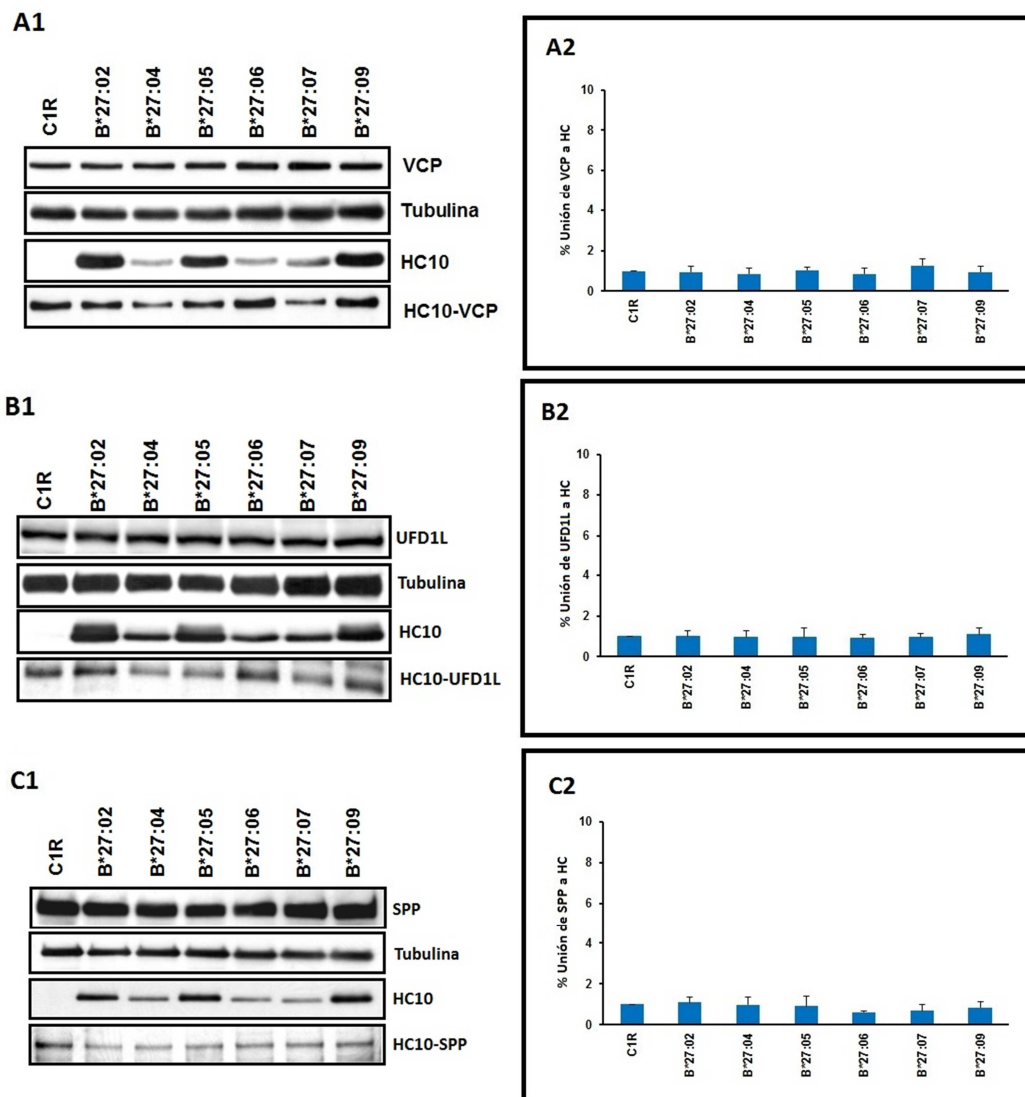 A1
C1R B*27:02 B*27:04 B*27:05 B*27:06 B*27:07 B*27:09
VCP
Tubulina
HC10
HC10-VCP
A2
% Unión de VCP a HC
10
8
6
4
2
0
C1R B*27:02 B*27:04 B*27:05 B*27:06 B*27:07 B*27:09
B1
C1R B*27:02 B*27:04 B*27:05 B*27:06 B*27:07 B*27:09
UFD1L
Tubulina
HC10
HC10-UFD1L
B2
% Unión de UFD1L a HC
10
8
6
4
2
0
C1R B*27:02 B*27:04 B*27:05 B*27:06 B*27:07 B*27:09
C1
C1R B*27:02 B*27:04 B*27:05 B*27:06 B*27:07 B*27:09
SPP
Tubulina
HC10
HC10-SPP
C2
% Unión de SPP a HC
10
8
6
4
2
0
C1R B*27:02 B*27:04 B*27:05 B*27:06 B*27:07 B*27:09